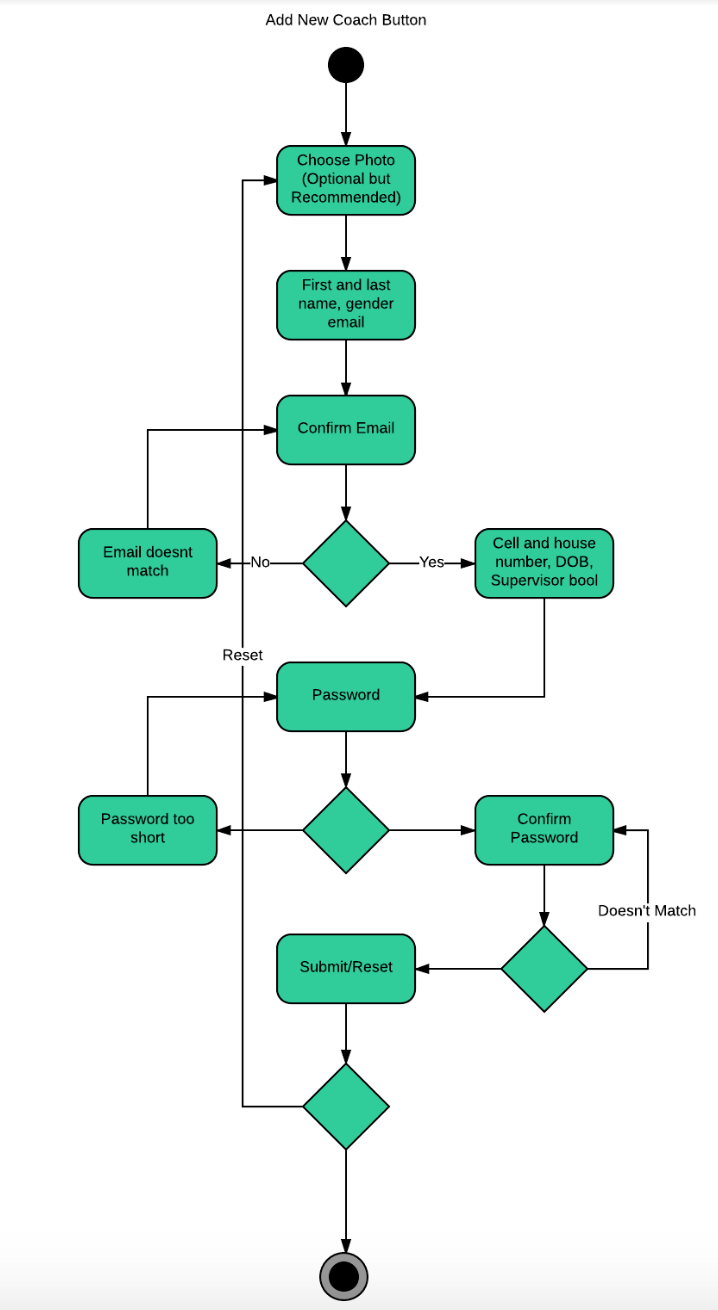 Add New Coach Button
Choose Photo
(Optional but
Recommended)
First and last
name, gender
email
Confirm Email
Email doesnt
match
No
Yes
Cell and house
number, DOB,
Supervisor bool
Reset
Password
Password too
short
Confirm
Password
Doesn't Match
Submit/Reset